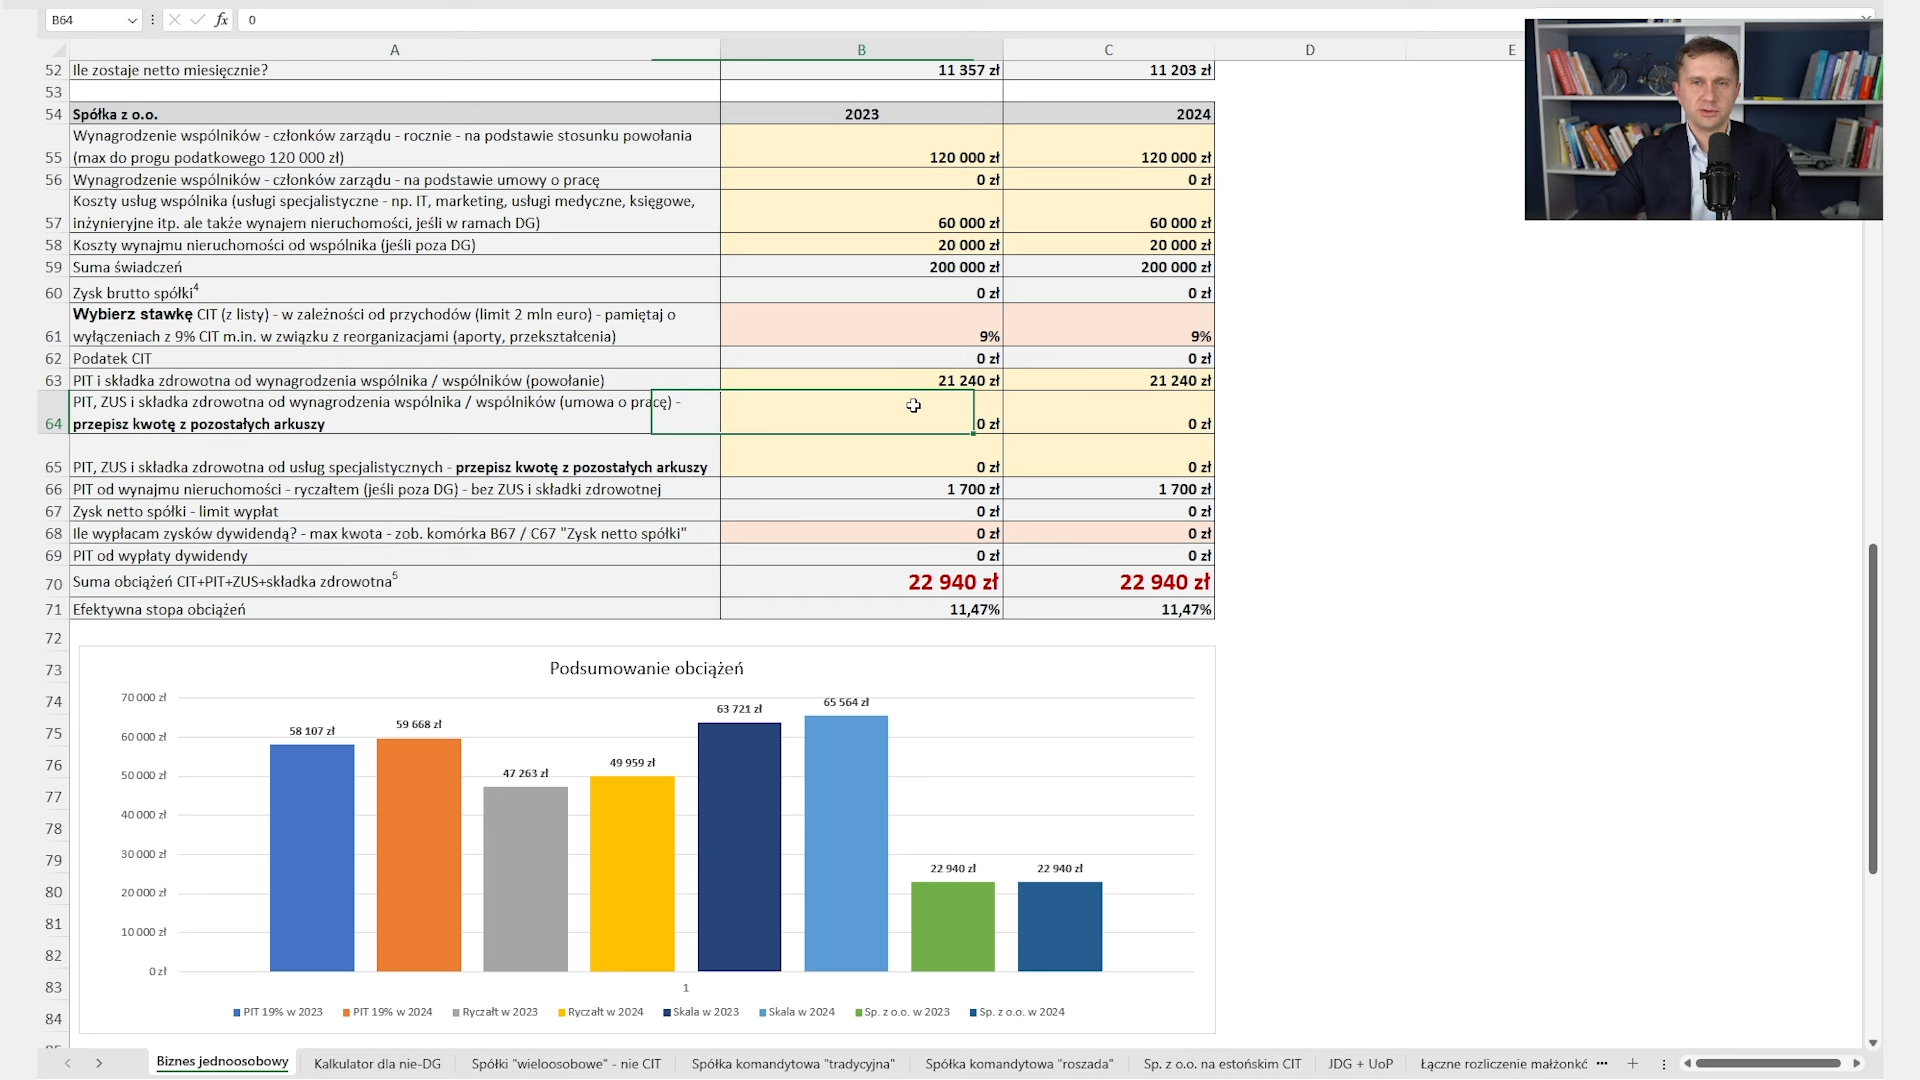 B64 fx 0
A B C D E
52 Ile zostaje netto miesięcznie? 11 357 zł 11 203 zł
53
54 Spółka z o.o. 2023 2024
Wynagrodzenie wspólników - członków zarządu - rocznie - na podstawie stosunku powołania
55 (max do progu podatkowego 120 000 zł) 120 000 zł 120 000 zł
56 Wynagrodzenie wspólników - członków zarządu - na podstawie umowy o pracę 0 zł 0 zł
Koszty usług wspólnika (usługi specjalistyczne - np. IT, marketing, usługi medyczne, księgowe,
57 inżynieryjne itp. ale także wynajem nieruchomości, jeśli w ramach DG) 60 000 zł 60 000 zł
58 Koszty wynajmu nieruchomości od wspólnika (jeśli poza DG) 20 000 zł 20 000 zł
59 Suma świadczeń 200 000 zł 200 000 zł
60 Zysk brutto spółki4 0 zł 0 zł
Wybierz stawkę CIT (z listy) - w zależności od przychodów (limit 2 mln euro) - pamiętaj o
61 wyłączeniach z 9% CIT m.in. w związku z reorganizacjami (aporty, przekształcenia) 9% 9%
62 Podatek CIT 0 zł 0 zł
63 PIT i składka zdrowotna od wynagrodzenia wspólnika / wspólników (powołanie) 21 240 zł 21 240 zł
PIT, ZUS i składka zdrowotna od wynagrodzenia wspólnika / wspólników (umowa o pracę) -
64 przepisz kwotę z pozostałych arkuszy 0 zł 0 zł
65 PIT, ZUS i składka zdrowotna od usług specjalistycznych - przepisz kwotę z pozostałych arkuszy 0 zł 0 zł
66 PIT od wynajmu nieruchomości - ryczałtem (jeśli poza DG) - bez ZUS i składki zdrowotnej 1 700 zł 1 700 zł
67 Zysk netto spółki - limit wypłat 0 zł 0 zł
68 Ile wypłacam zysków dywidendą? - max kwota - zob. komórka B67 / C67 "Zysk netto spółki" 0 zł 0 zł
69 PIT od wypłaty dywidendy 0 zł 0 zł
70 Suma obciążeń CIT+PIT+ZUS+składka zdrowotna5 22 940 zł 22 940 zł
71 Efektywna stopa obciążeń 11,47% 11,47%
72
73
74
75
76
77
78
79
80
81
82
83
84
Podsumowanie obciążeń
70 000 zł
60 000 zł
50 000 zł
40 000 zł
30 000 zł
20 000 zł
10 000 zł
0 zł
58 107 zł 59 668 zł 47 263 zł 49 959 zł 63 721 zł 65 564 zł 22 940 zł 22 940 zł
1
PIT 19% w 2023 PIT 19% w 2024 Ryczałt w 2023 Ryczałt w 2024 Skala w 2023 Skala w 2024 Sp. z o.o. w 2023 Sp. z o.o. w 2024
Biznes jednoosobowy Kalkulator dla nie-DG Spółki "wieloosobowe" - nie CIT Spółka komandytowa "tradycyjna" Spółka komandytowa "roszada" Sp. z o.o. na estońskim CIT JDG + UoP Łączne rozliczenie małżonkó ...